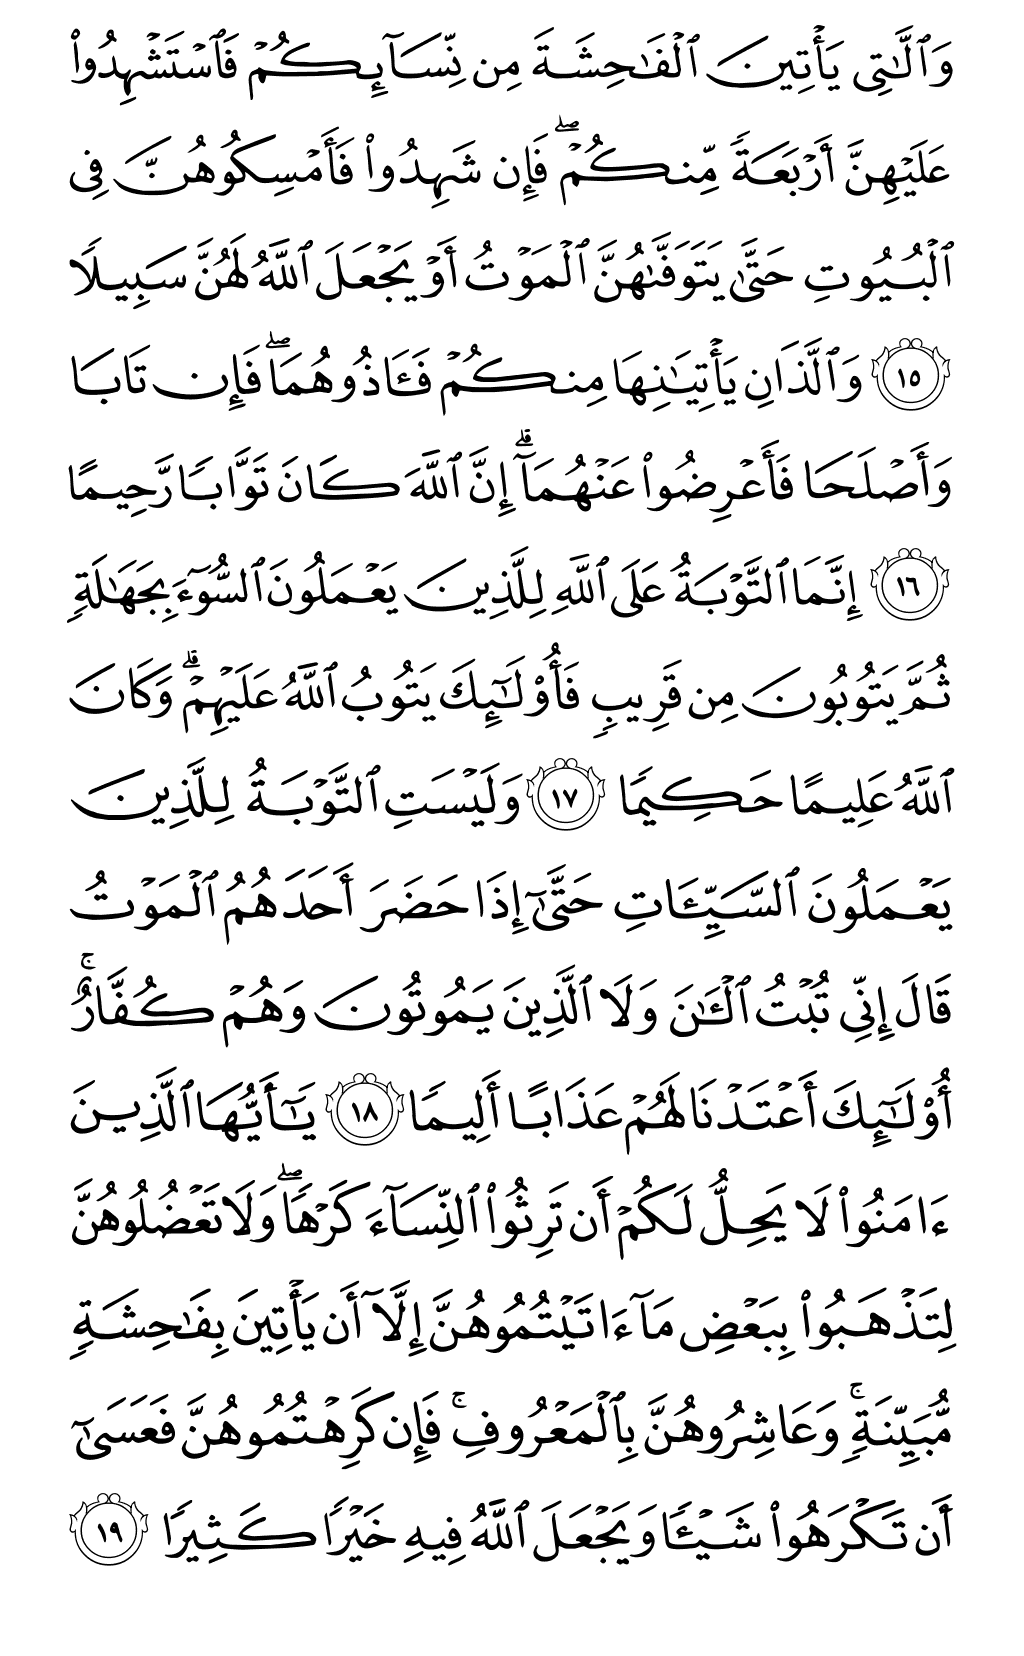 وَٱلَّـٰتِى يَأْتِينَ ٱلْفَـٰحِشَةَ مِن نِّسَآئِكُمْ فَٱسْتَشْهِدُوا۟
عَلَيْهِنَّ أَرْبَعَةًۭ مِّنكُمْ ۖ فَإِن شَهِدُوا۟ فَأَمْسِكُوهُنَّ فِى
ٱلْبُيُوتِ حَتَّىٰ يَتَوَفَّىٰهُنَّ ٱلْمَوْتُ أَوْ يَجْعَلَ ٱللَّهُ لَهُنَّ سَبِيلًۭا
١٥ وَٱلَّذَانِ يَأْتِيَـٰنِهَا مِنكُمْ فَـَٔاذُوهُمَا ۖ فَإِن تَابَا
وَأَصْلَحَا فَأَعْرِضُوا۟ عَنْهُمَآ ۗ إِنَّ ٱللَّهَ كَانَ تَوَّابًۭا رَّحِيمًا
١٦ إِنَّمَا ٱلتَّوْبَةُ عَلَى ٱللَّهِ لِلَّذِينَ يَعْمَلُونَ ٱلسُّوٓءَ بِجَهَـٰلَةٍۢ
ثُمَّ يَتُوبُونَ مِن قَرِيبٍۢ فَأُو۟لَـٰٓئِكَ يَتُوبُ ٱللَّهُ عَلَيْهِمْ ۗ وَكَانَ
ٱللَّهُ عَلِيمًا حَكِيمًۭا ١٧ وَلَيْسَتِ ٱلتَّوْبَةُ لِلَّذِينَ
يَعْمَلُونَ ٱلسَّيِّـَٔاتِ حَتَّىٰٓ إِذَا حَضَرَ أَحَدَهُمُ ٱلْمَوْتُ
قَالَ إِنِّى تُبْتُ ٱلْـَٔـٰنَ وَلَا ٱلَّذِينَ يَمُوتُونَ وَهُمْ كُفَّارٌ ۚ
أُو۟لَـٰٓئِكَ أَعْتَدْنَا لَهُمْ عَذَابًا أَلِيمًۭا ١٨ يَـٰٓأَيُّهَا ٱلَّذِينَ
ءَامَنُوا۟ لَا يَحِلُّ لَكُمْ أَن تَرِثُوا۟ ٱلنِّسَآءَ كَرْهًۭا ۖ وَلَا تَعْضُلُوهُنَّ
لِتَذْهَبُوا۟ بِبَعْضِ مَآ ءَاتَيْتُمُوهُنَّ إِلَّآ أَن يَأْتِينَ بِفَـٰحِشَةٍۢ
مُّبَيِّنَةٍۢ ۚ وَعَاشِرُوهُنَّ بِٱلْمَعْرُوفِ ۚ فَإِن كَرِهْتُمُوهُنَّ فَعَسَىٰٓ
أَن تَكْرَهُوا۟ شَيْـًۭٔا وَيَجْعَلَ ٱللَّهُ فِيهِ خَيْرًۭا كَثِيرًۭا ١٩